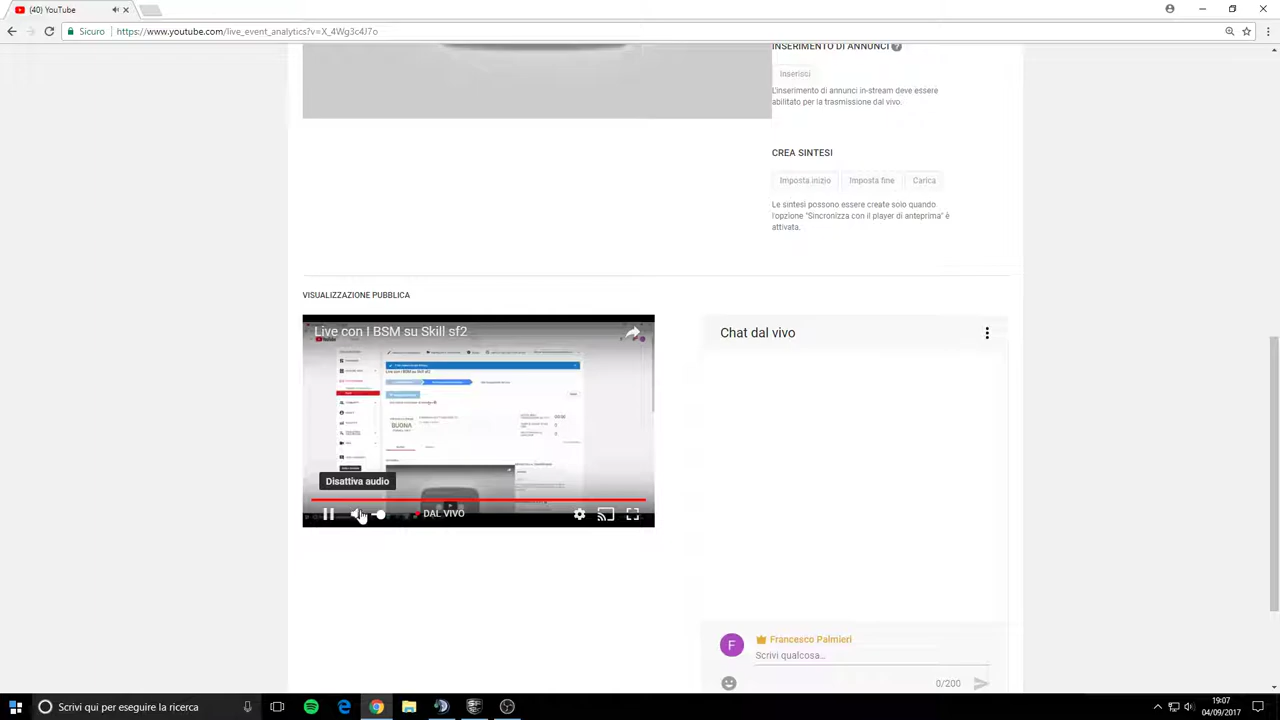 (40) YouTube
Sicuro
https://www.youtube.com/live_event_analytics?v=X_4Wg3c4J7o
INSERIMENTO DI ANNUNCI
Inserisci
L'inserimento di annunci in-stream deve essere
abilitato per la trasmissione dal vivo.
CREA SINTESI
Imposta inizio
Imposta fine
Carica
Le sintesi possono essere create solo quando
l'opzione "Sincronizza con il player di anteprima" è
attivata.
VISUALIZZAZIONE PUBBLICA
Live con I BSM su Skill sf2
BUONA
Disattiva audio
DAL VIVO
Chat dal vivo
F
Francesco Palmieri
Scrivi qualcosa...
0/200
Scrivi qui per eseguire la ricerca
19:07
04/09/2017